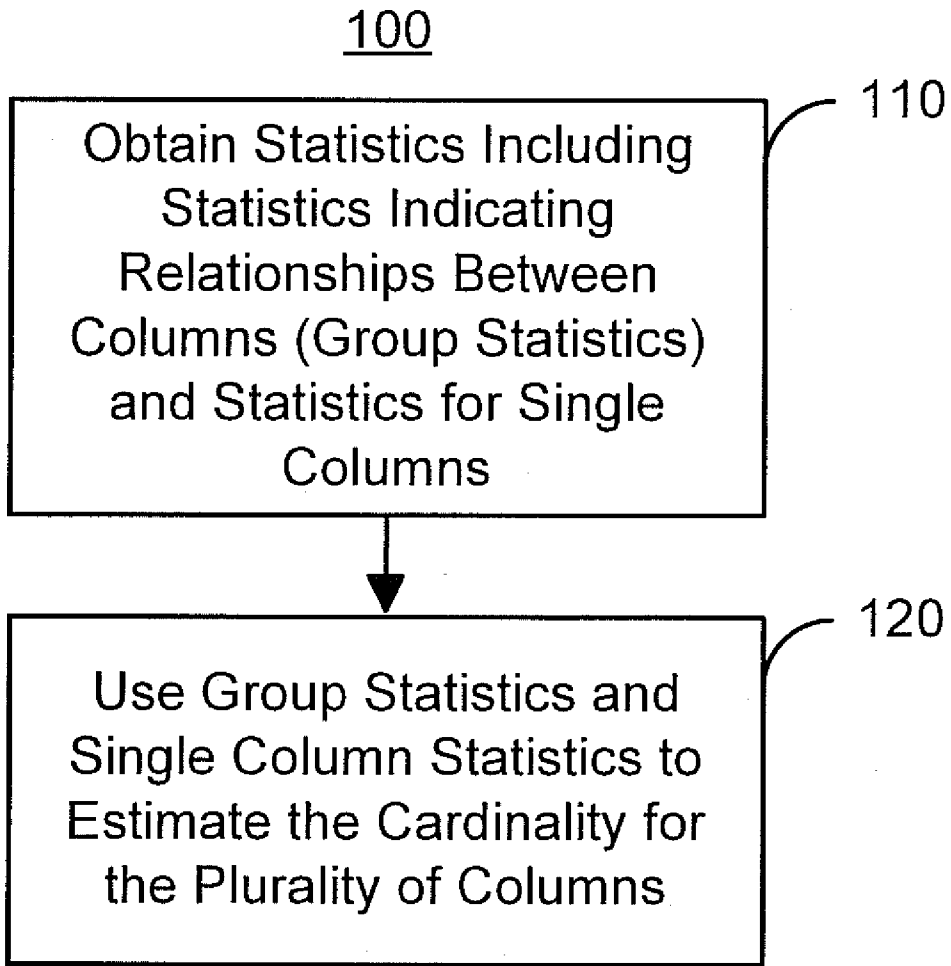 100
110
Obtain Statistics Including
Statistics Indicating
Relationships Between
Columns (Group Statistics)
and Statistics for Single
Columns
120
Use Group Statistics and
Single Column Statistics to
Estimate the Cardinality for
the Plurality of Columns